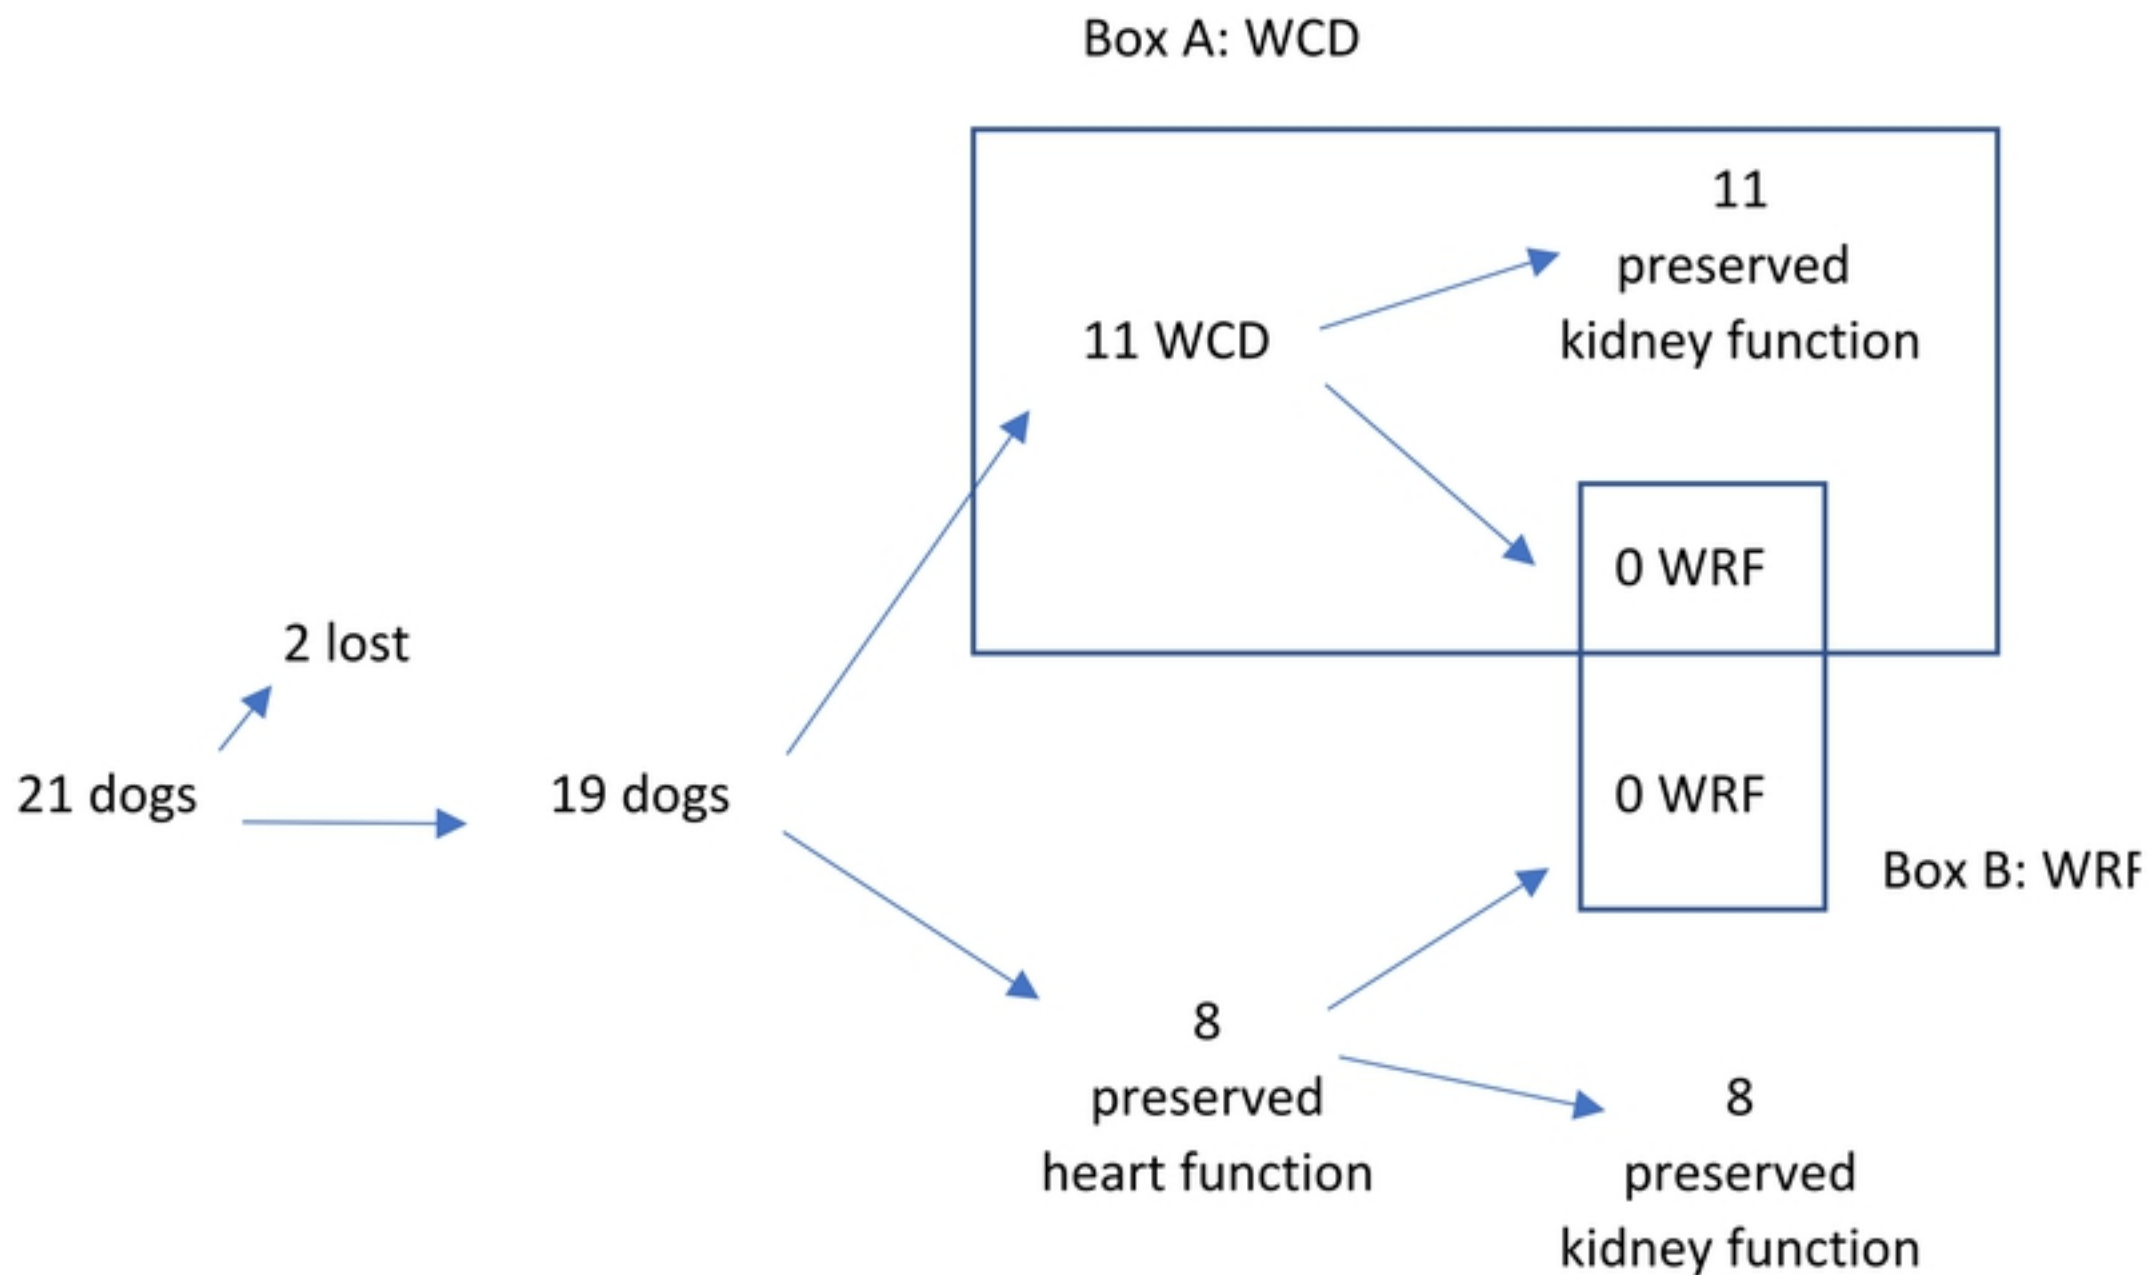 Box A: WCD
11
preserved
kidney function
11 WCD
0 WRF
2 lost
21 dogs
19 dogs
0 WRF
Box B: WRF
8
preserved
heart function
8
preserved
kidney function